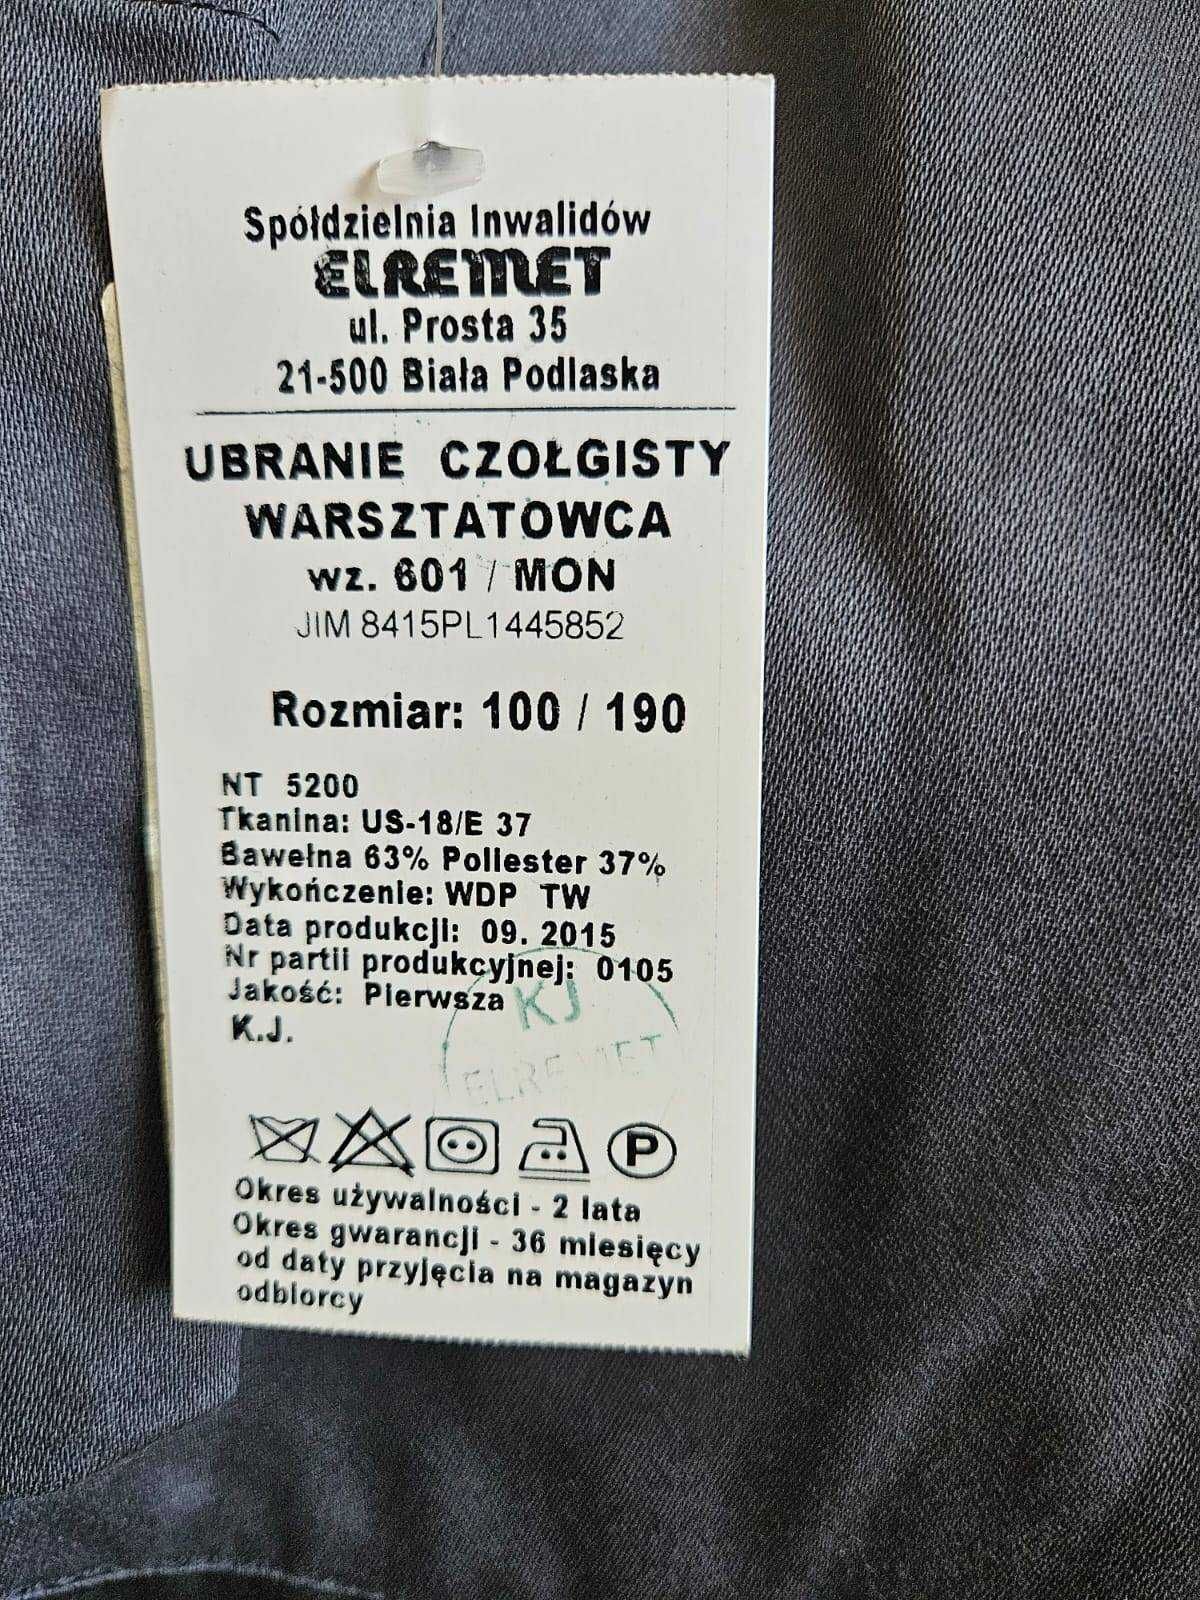 Spółdzielnia Inwalidów
ELREMET
ul. Prosta 35
21-500 Biała Podlaska
UBRANIE CZOŁGISTY
WARSZTATOWCA
wz. 601 / MON
JIM 8415PL1445852
Rozmiar: 100 / 190
NT 5200
Tkanina: US-18/E 37
Bawełna 63% Poliester 37%
Wykończenie: WDP TW
Data produkcji: 09. 2015
Nr partii produkcyjnej: 0105
Jakość: Pierwsza
K.J.
KJ
ELREMET
P
Okres używalności - 2 lata
Okres gwarancji - 36 miesięcy
od daty przyjęcia na magazyn
odbiorcy